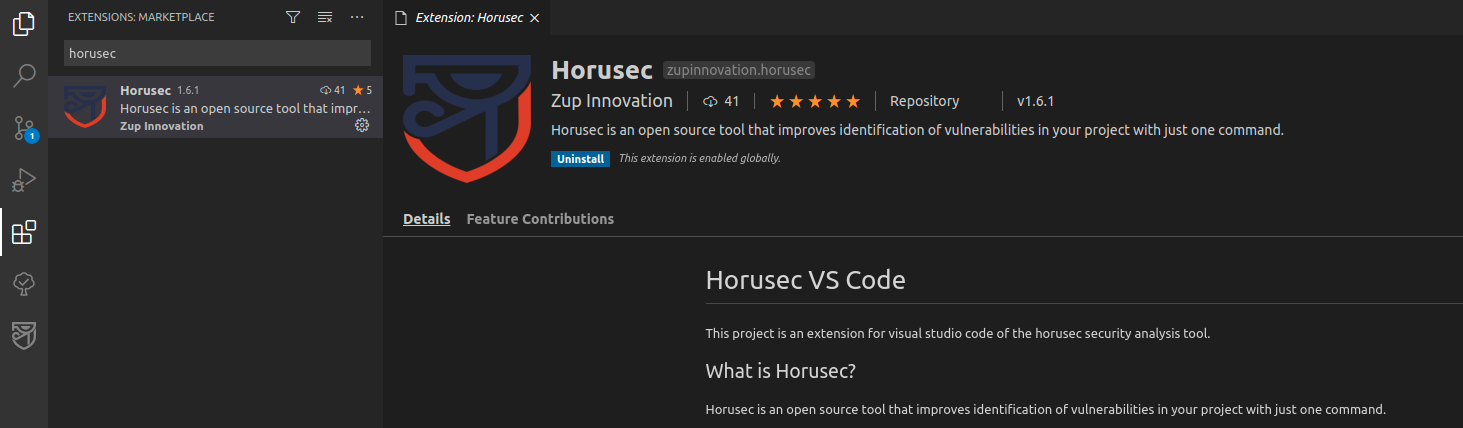 EXTENSIONS: MARKETPLACE
horusec
Horusec 1.6.1 41 5
Horusec is an open source tool that impr...
Zup Innovation
1
Extension: Horusec
Horusec zupinnovation.horusec
Zup Innovation 41 Repository v1.6.1
Horusec is an open source tool that improves identification of vulnerabilities in your project with just one command.
Uninstall This extension is enabled globally.
Details Feature Contributions
Horusec VS Code
This project is an extension for visual studio code of the horusec security analysis tool.
What is Horusec?
Horusec is an open source tool that improves identification of vulnerabilities in your project with just one command.